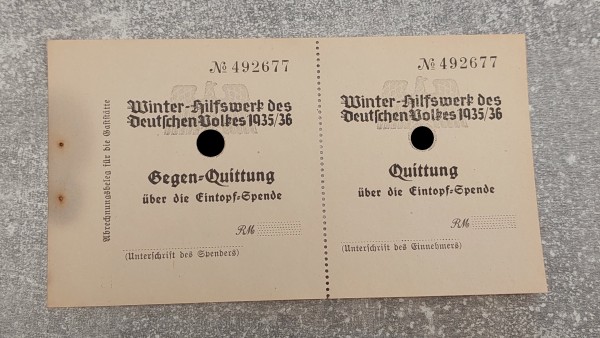 Abrechnungsbeleg für die Gaststätte
№ 492677
Winter-Hilfswerk des
Deutschen Volkes 1935/36
Gegen-Quittung
über die Eintopf-Spende
RM
(Unterschrift des Spenders)
№ 492677
Winter-Hilfswerk des
Deutschen Volkes 1935/36
Quittung
über die Eintopf-Spende
RM
(Unterschrift des Einnehmers)